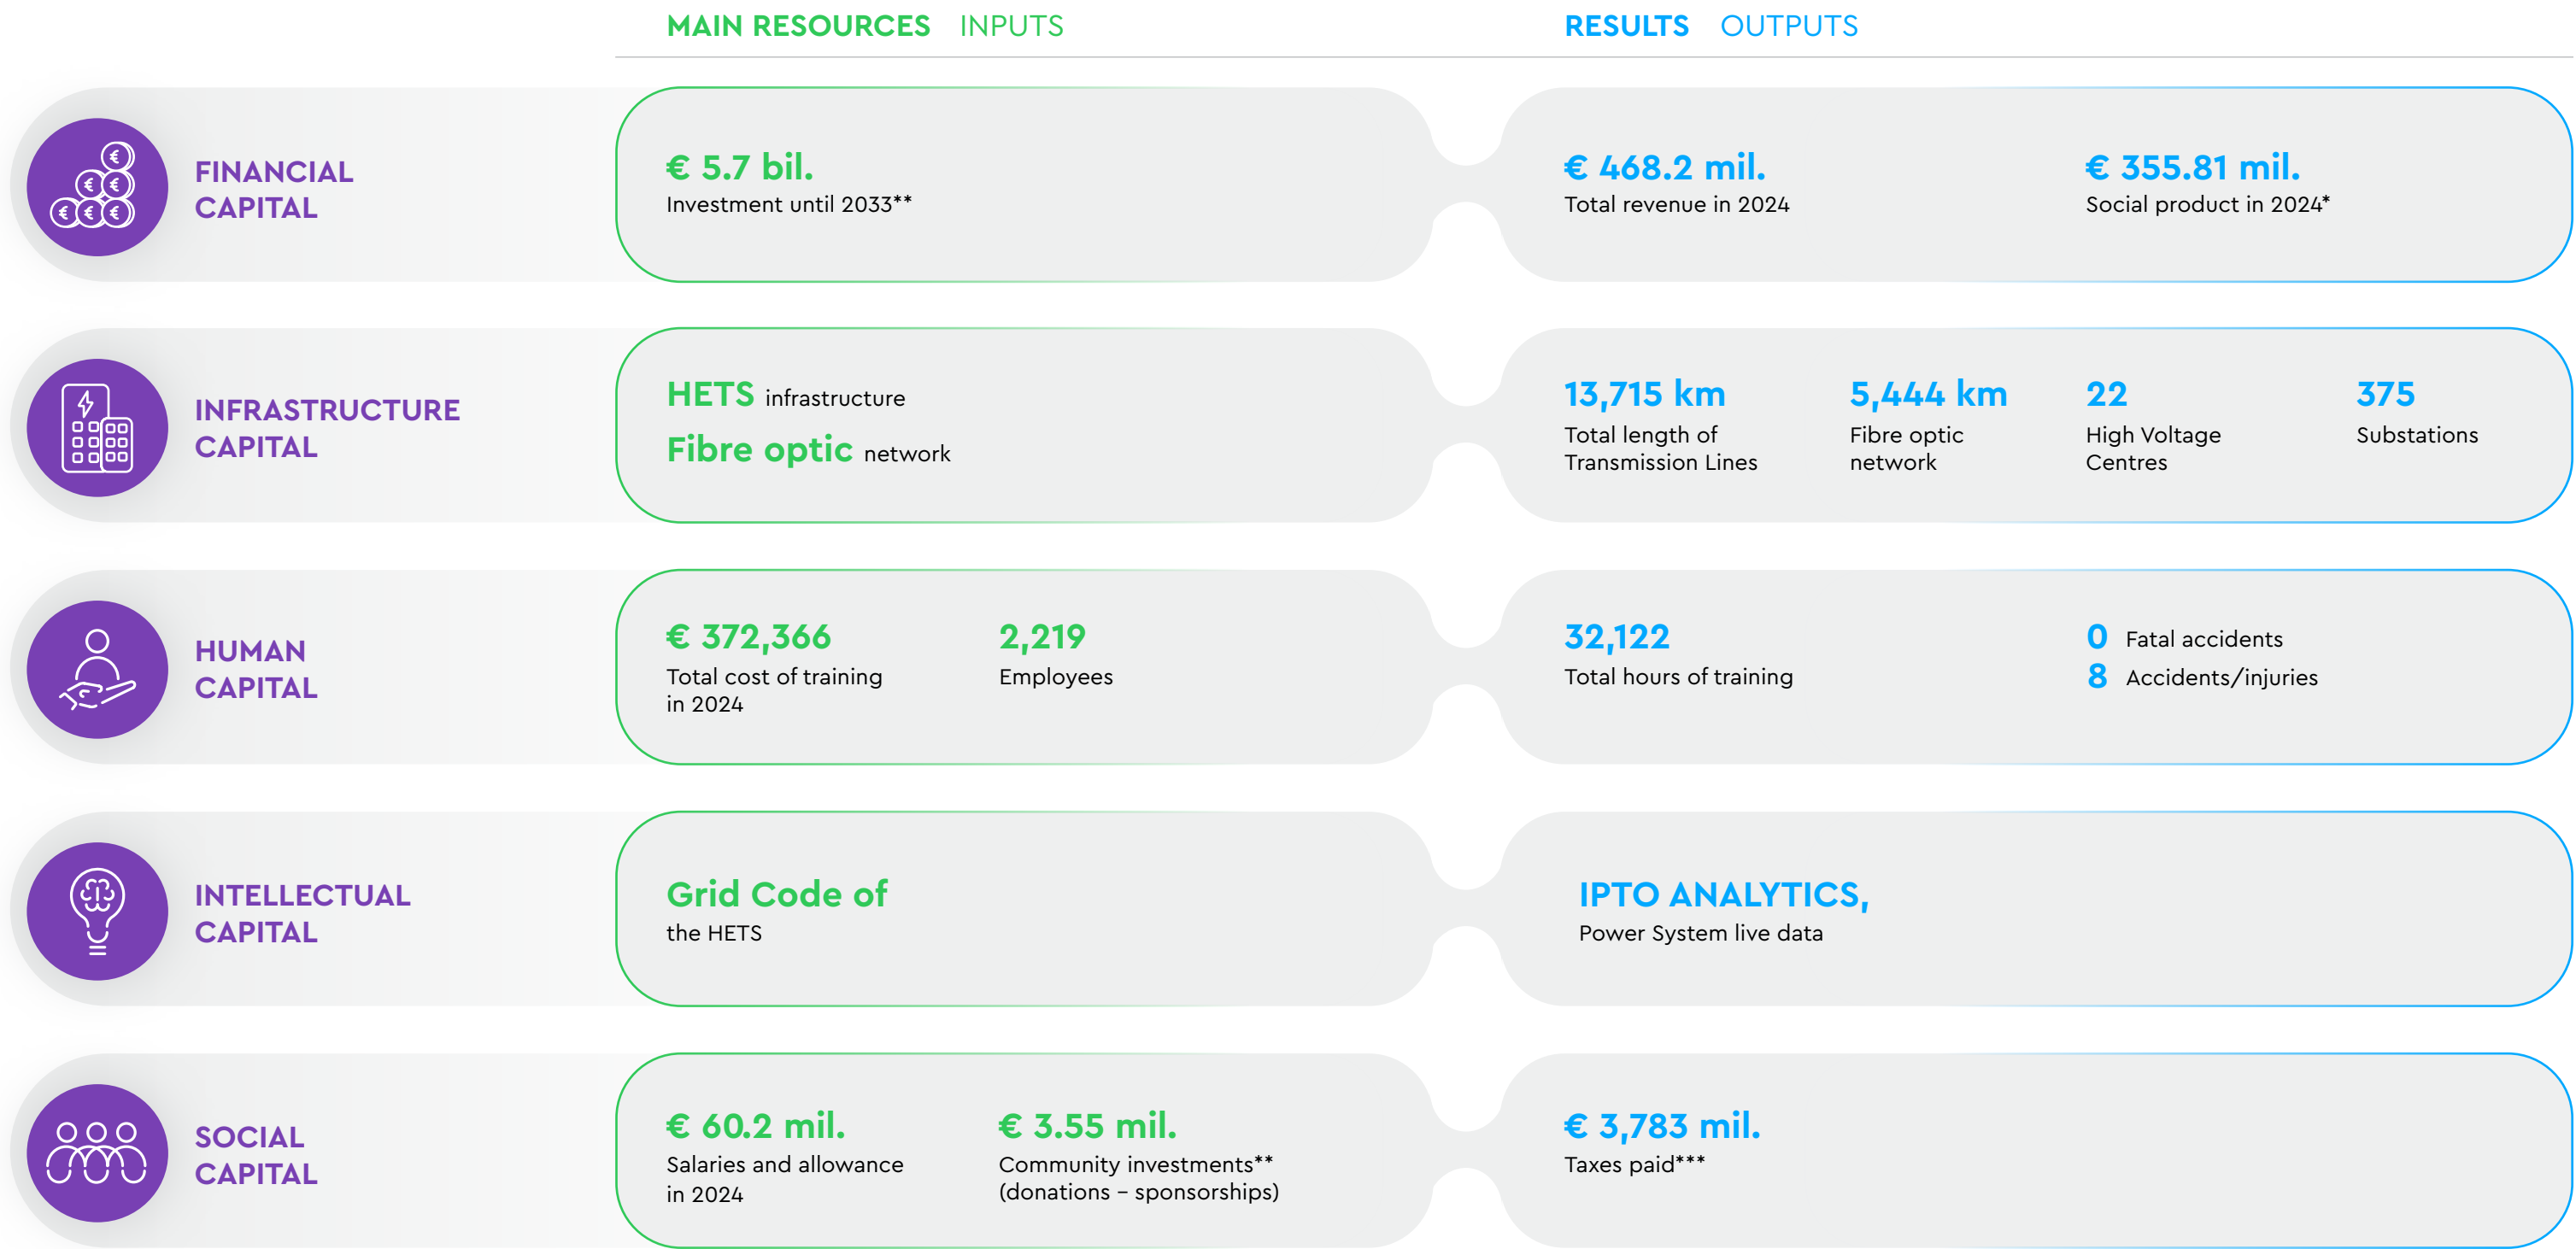 MAIN RESOURCES INPUTS
RESULTS OUTPUTS
FINANCIAL
CAPITAL
€ 5.7 bil.
Investment until 2033**
€ 468.2 mil.
Total revenue in 2024
€ 355.81 mil.
Social product in 2024*
INFRASTRUCTURE
CAPITAL
HETS infrastructure
Fibre optic network
13,715 km
Total length of
Transmission Lines
5,444 km
Fibre optic
network
22
High Voltage
Centres
375
Substations
HUMAN
CAPITAL
€ 372,366
Total cost of training
in 2024
2,219
Employees
32,122
Total hours of training
0 Fatal accidents
8 Accidents/injuries
INTELLECTUAL
CAPITAL
Grid Code of
the HETS
IPTO ANALYTICS,
Power System live data
SOCIAL
CAPITAL
€ 60.2 mil.
Salaries and allowance
in 2024
€ 3.55 mil.
Community investments**
(donations – sponsorships)
€ 3,783 mil.
Taxes paid***